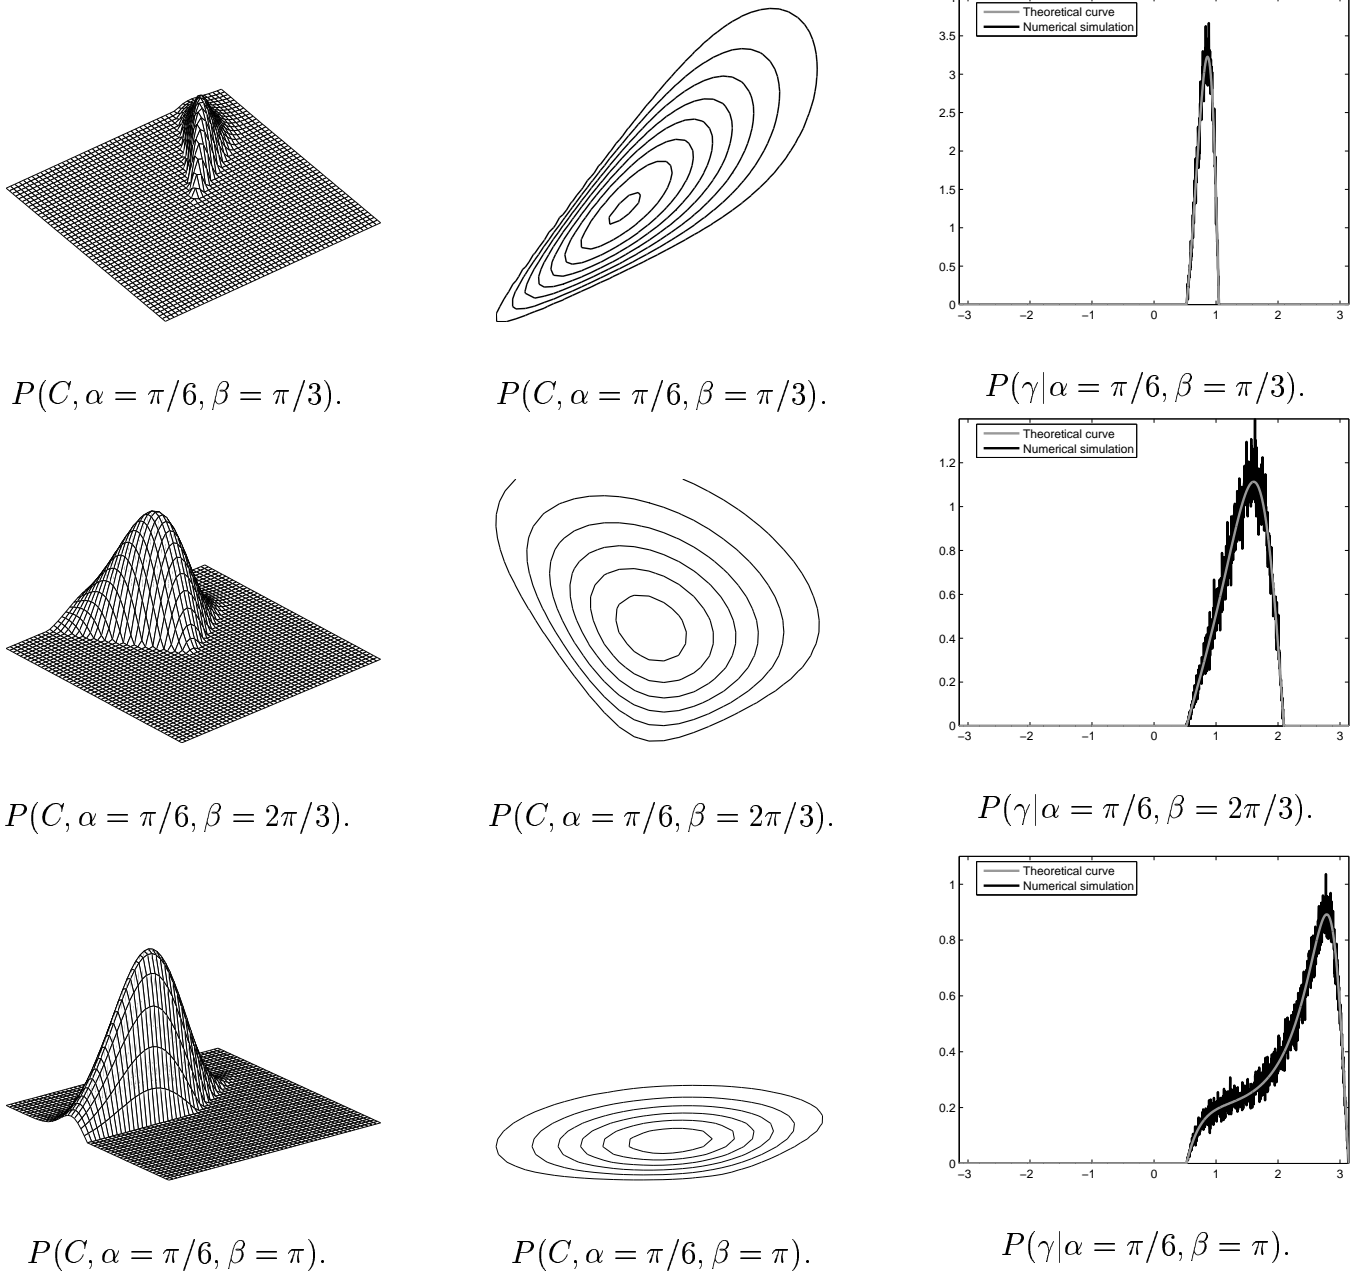 Theoretical curve
Numerical simulation
3.5
3
2.5
2
1.5
1
0.5
0
−3 −2 −1 0 1 2 3
P(C, α = π/6, β = π/3). P(C, α = π/6, β = π/3). P(γ|α = π/6, β = π/3).
Theoretical curve
Numerical simulation
1.2
1
0.8
0.6
0.4
0.2
0
−3 −2 −1 0 1 2 3
P(C, α = π/6, β = 2π/3). P(C, α = π/6, β = 2π/3). P(γ|α = π/6, β = 2π/3).
Theoretical curve
Numerical simulation
1
0.8
0.6
0.4
0.2
0
−3 −2 −1 0 1 2 3
P(C, α = π/6, β = π). P(C, α = π/6, β = π). P(γ|α = π/6, β = π).